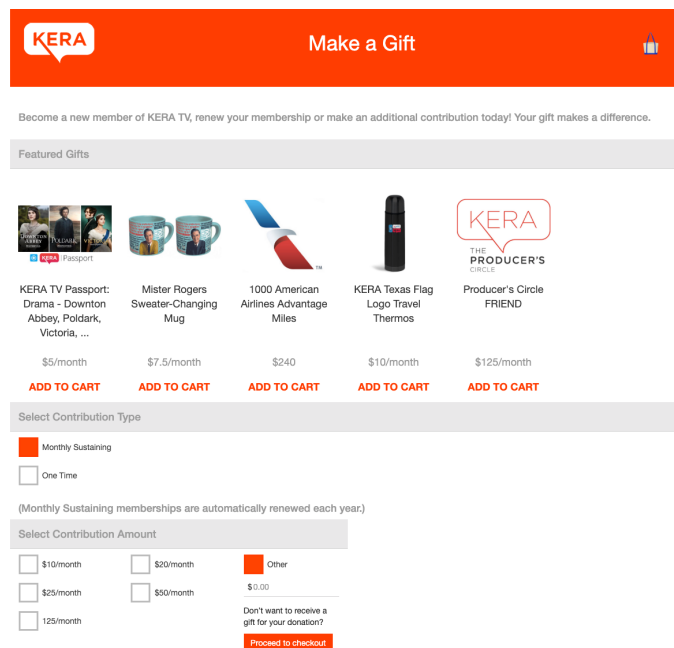 KERA
Make a Gift
Become a new member of KERA TV, renew your membership or make an additional contribution today! Your gift makes a difference.
Featured Gifts
DOWNTON ABBEY
POLDARK
KERA Passport
KERA
THE
PRODUCER'S
CIRCLE
KERA TV Passport:
Drama - Downton
Abbey, Poldark,
Victoria, ...
Mister Rogers
Sweater-Changing
Mug
1000 American
Airlines Advantage
Miles
KERA Texas Flag
Logo Travel
Thermos
Producer's Circle
FRIEND
$5/month
$7.5/month
$240
$10/month
$125/month
ADD TO CART
ADD TO CART
ADD TO CART
ADD TO CART
ADD TO CART
Select Contribution Type
Monthly Sustaining
One Time
(Monthly Sustaining memberships are automatically renewed each year.)
Select Contribution Amount
$10/month
$20/month
Other
$25/month
$50/month
$0.00
125/month
Don't want to receive a
gift for your donation?
Proceed to checkout